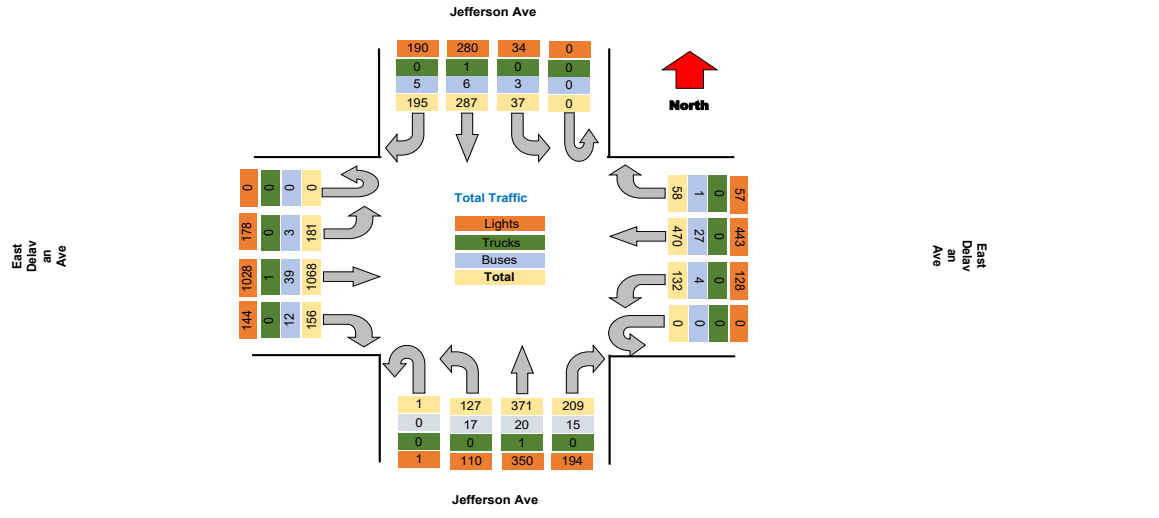 Jefferson Ave
190 280 34 0
0 1 0 0
5 6 3 0
195 287 37 0
North
0 0 0 0
178 0 3 181
1028 1 39 1068
144 0 12 156
East
Delav
an
Ave
Total Traffic
Lights
Trucks
Buses
Total
58 1 0 57
470 27 0 443
132 4 0 128
0 0 0 0
East
Delav
an
Ave
1 127 371 209
0 17 20 15
0 0 1 0
1 110 350 194
Jefferson Ave